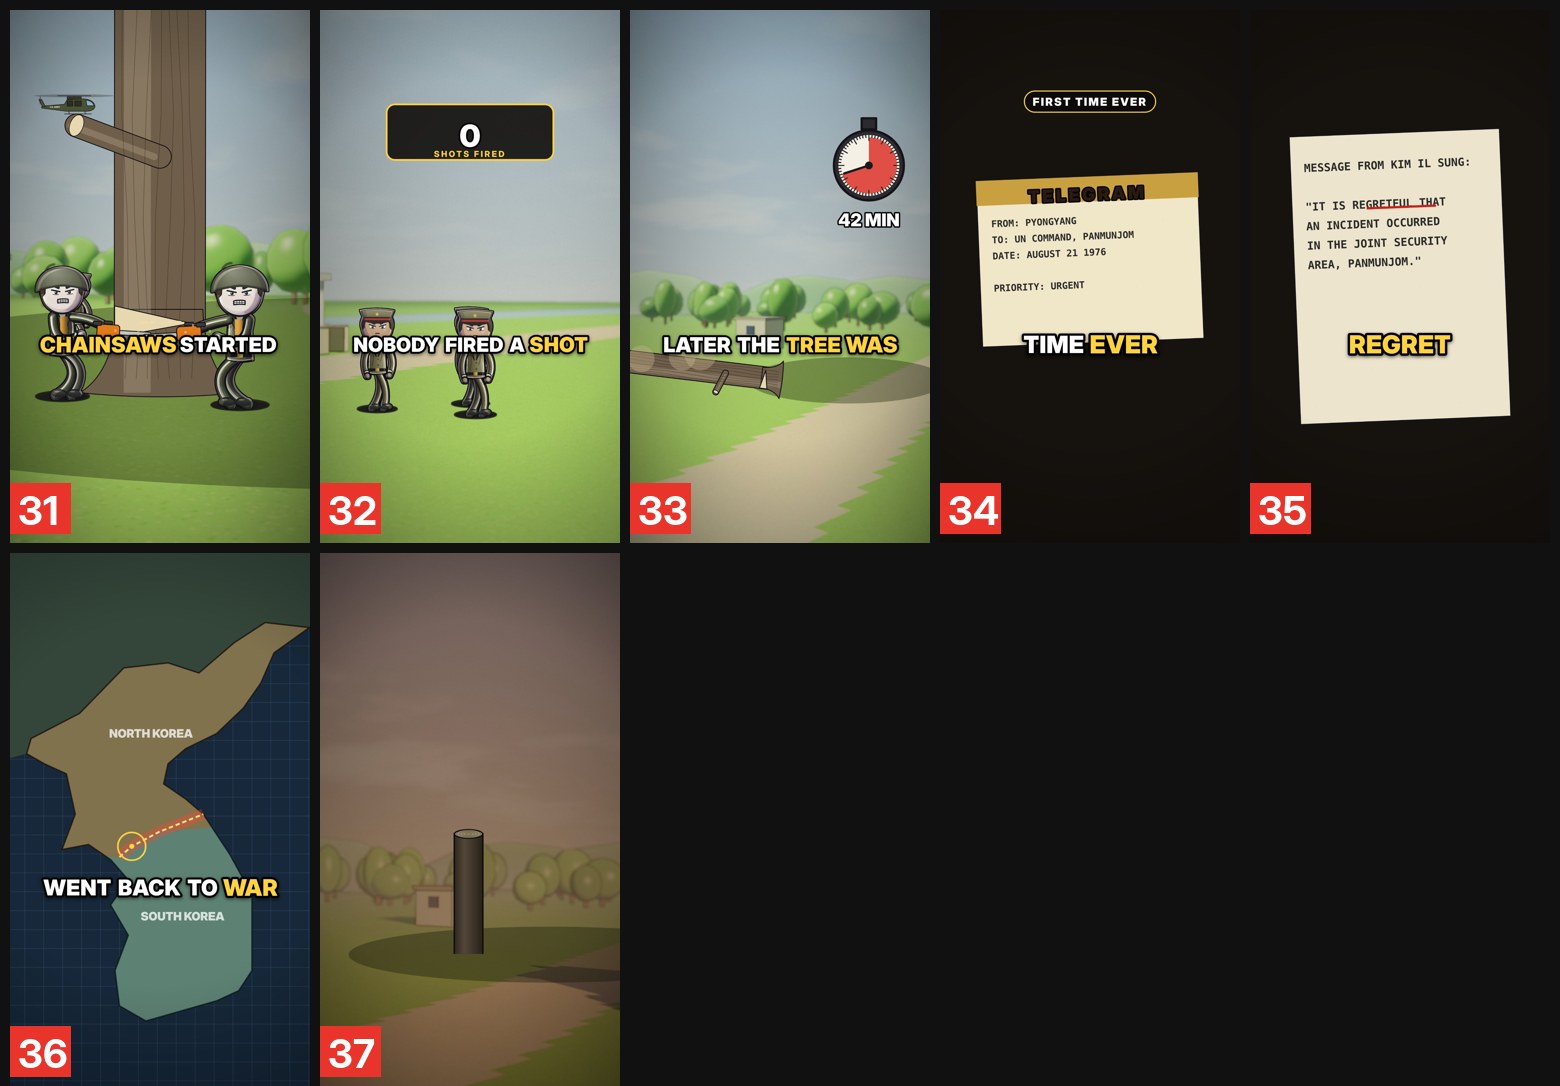 CHAINSAWS STARTED
31
0
SHOTS FIRED
NOBODY FIRED A SHOT
32
42 MIN
LATER THE TREE WAS
33
FIRST TIME EVER
TELEGRAM
FROM: PYONGYANG
TO: UN COMMAND, PANMUNJOM
DATE: AUGUST 21 1976
PRIORITY: URGENT
TIME EVER
34
MESSAGE FROM KIM IL SUNG:
"IT IS REGRETFUL THAT
AN INCIDENT OCCURRED
IN THE JOINT SECURITY
AREA, PANMUNJOM."
REGRET
35
NORTH KOREA
WENT BACK TO WAR
SOUTH KOREA
36
37